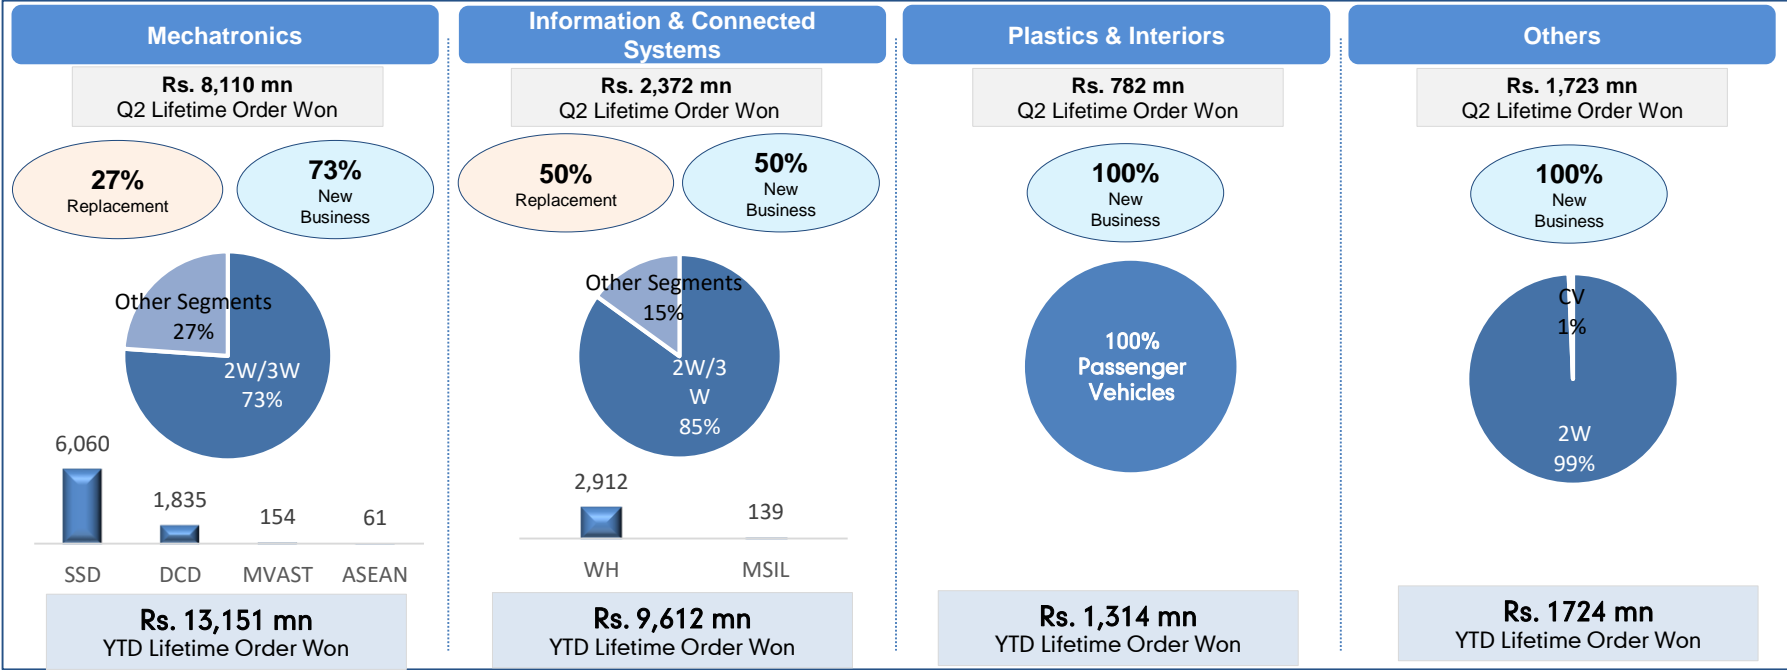 Mechatronics
Rs. 8,110 mn
Q2 Lifetime Order Won
27%
Replacement
73%
New
Business
Other Segments
27%
2W/3W
73%
6,060
1,835
154
61
SSD
DCD
MVAST
ASEAN
Rs. 13,151 mn
YTD Lifetime Order Won
Information & Connected
Systems
Rs. 2,372 mn
Q2 Lifetime Order Won
50%
Replacement
50%
New
Business
Other Segments
15%
2W/3
W
85%
2,912
139
WH
MSIL
Rs. 9,612 mn
YTD Lifetime Order Won
Plastics & Interiors
Rs. 782 mn
Q2 Lifetime Order Won
100%
New
Business
100%
Passenger
Vehicles
Rs. 1,314 mn
YTD Lifetime Order Won
Others
Rs. 1,723 mn
Q2 Lifetime Order Won
100%
New
Business
CV
1%
2W
99%
Rs. 1724 mn
YTD Lifetime Order Won